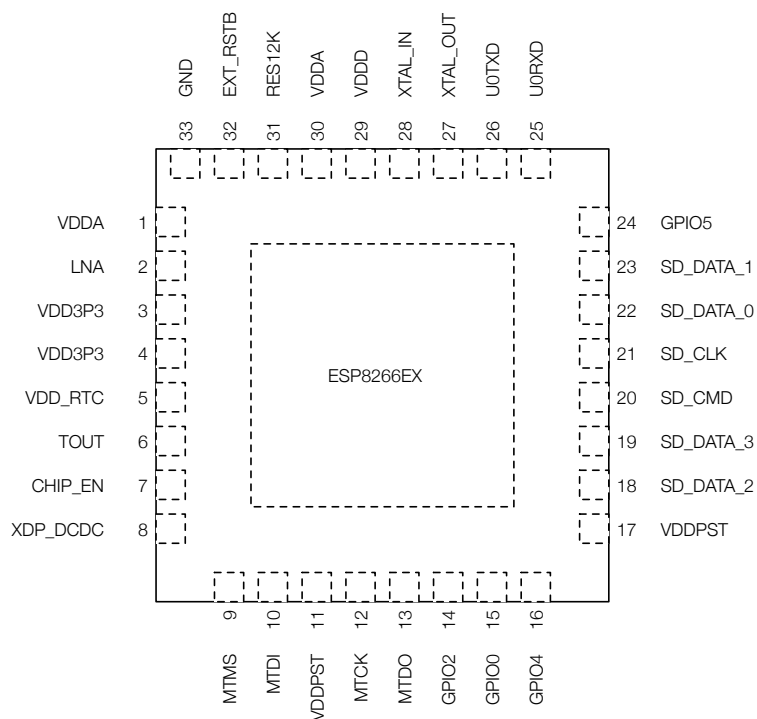 GND
EXT_RSTB
RES12K
VDDA
VDDD
XTAL_IN
XTAL_OUT
U0TXD
U0RXD
33
32
31
30
29
28
27
26
25
VDDA 1
LNA 2
VDD3P3 3
VDD3P3 4
VDD_RTC 5
TOUT 6
CHIP_EN 7
XDP_DCDC 8
ESP8266EX
24 GPIO5
23 SD_DATA_1
22 SD_DATA_0
21 SD_CLK
20 SD_CMD
19 SD_DATA_3
18 SD_DATA_2
17 VDDPST
9
10
11
12
13
14
15
16
MTMS
MTDI
VDDPST
MTCK
MTDO
GPIO2
GPIO0
GPIO4